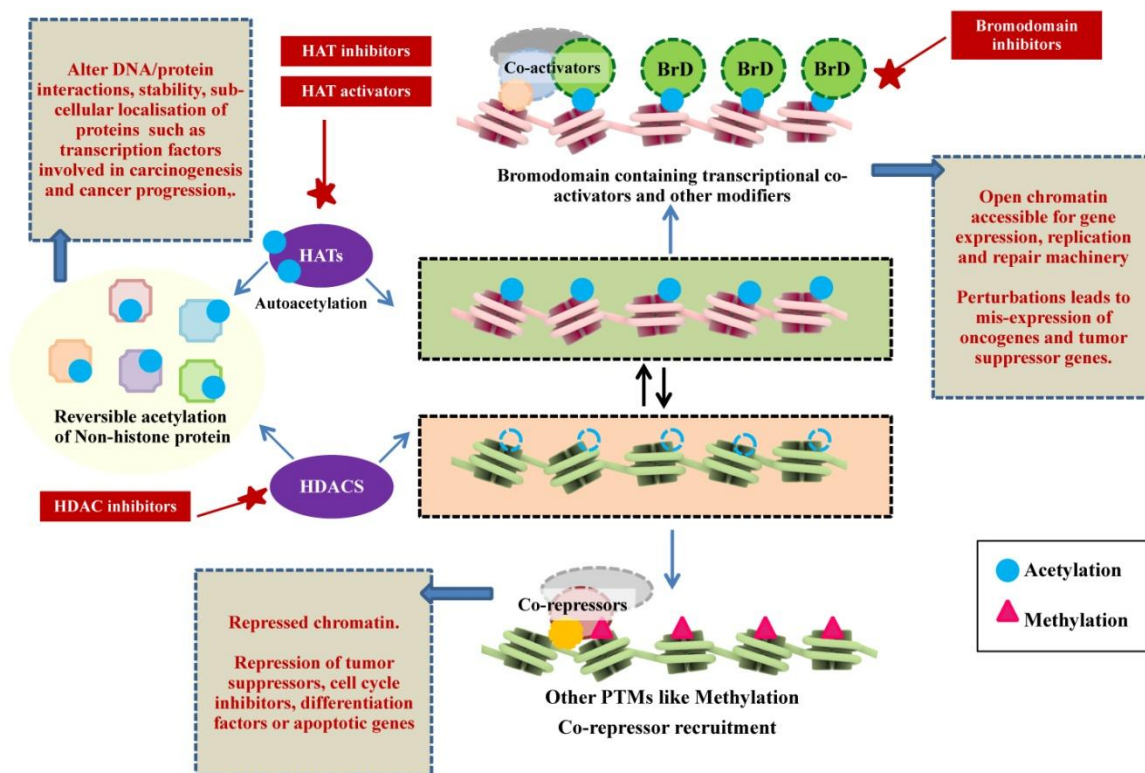 Alter DNA/protein
interactions, stability, sub-
cellular localisation of
proteins such as
transcription factors
involved in carcinogenesis
and cancer progression,.
HAT inhibitors
HAT activators
Co-activators
BrD
BrD
BrD
Bromodomain
inhibitors
Bromodomain containing transcriptional co-
activators and other modifiers
Open chromatin
accessible for gene
expression, replication
and repair machinery
Perturbations leads to
mis-expression of
oncogenes and tumor
suppressor genes.
HATs
Autoacetylation
Reversible acetylation
of Non-histone protein
HDACS
HDAC inhibitors
Repressed chromatin.
Repression of tumor
suppressors, cell cycle
inhibitors, differentiation
factors or apoptotic genes
Co-repressors
Other PTMs like Methylation
Co-repressor recruitment
Acetylation
Methylation